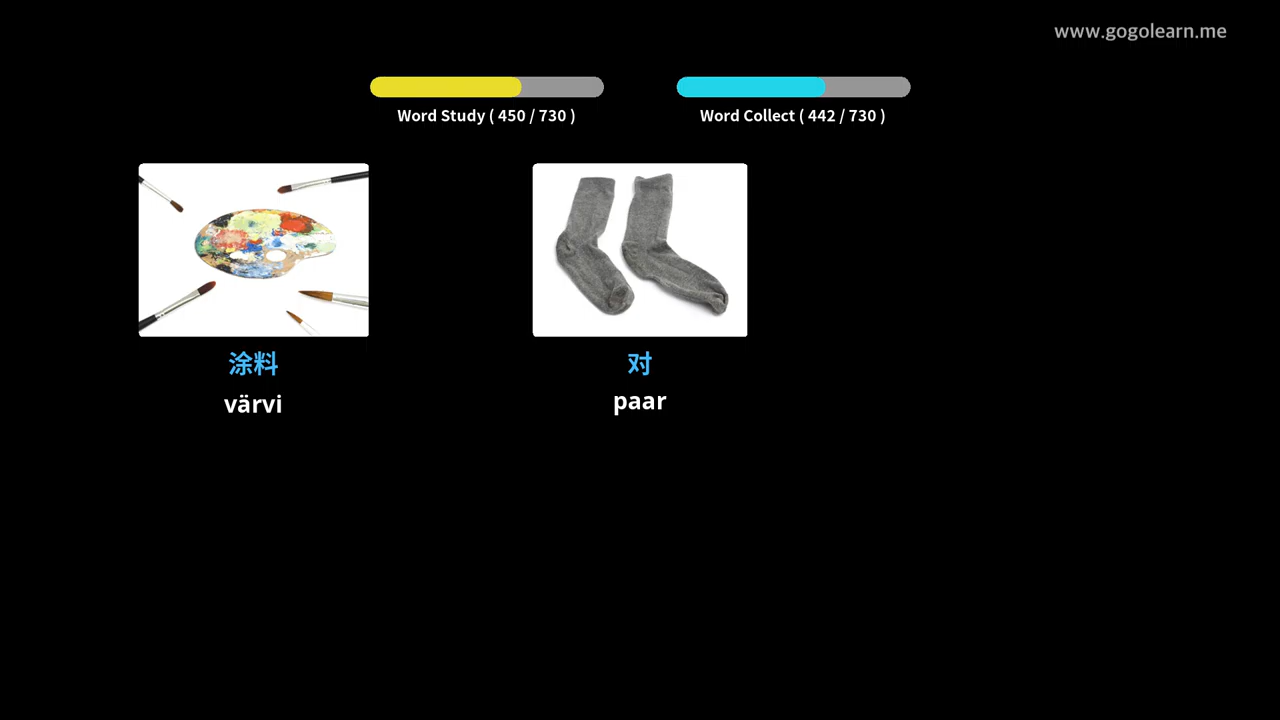 www.gogolearn.me
Word Study ( 450 / 730 )
Word Collect ( 442 / 730 )
涂料
värvi
对
paar